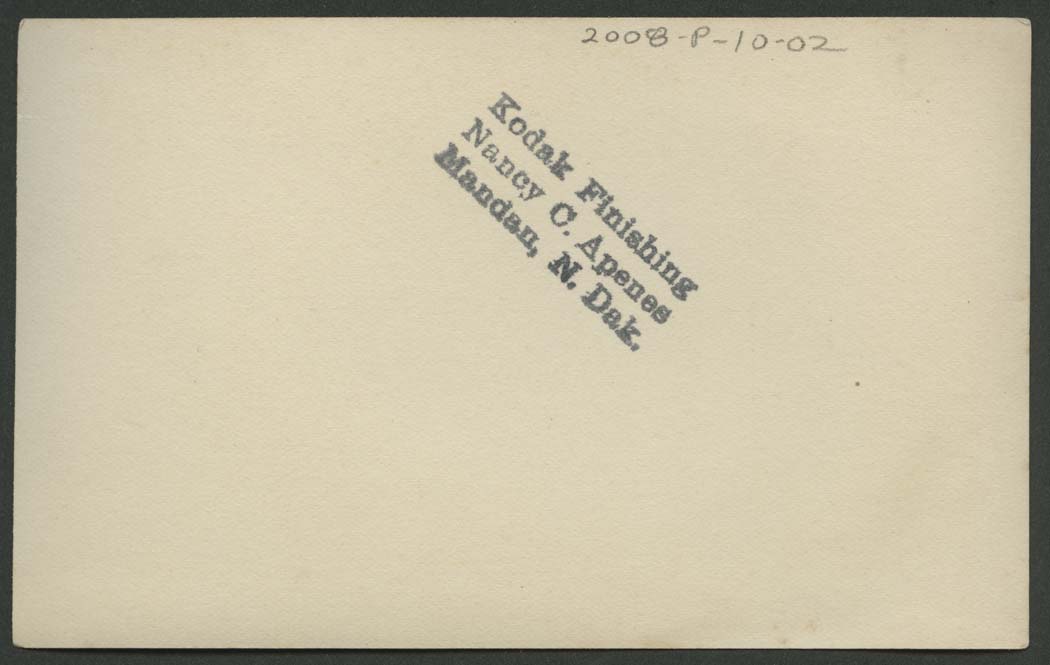 2008-P-10-02
Kodak Finishing
Nancy C. Apenes
Mandan, N. Dak.